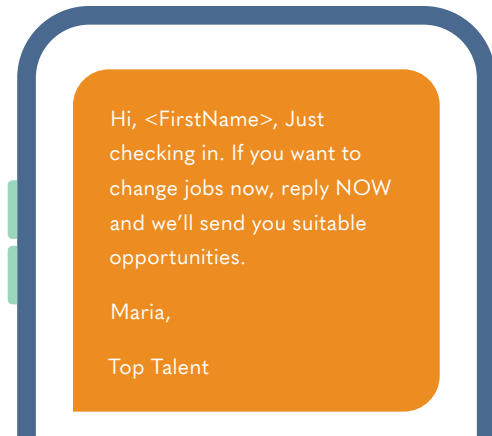 Hi, <FirstName>, Just
checking in. If you want to
change jobs now, reply NOW
and we’ll send you suitable
opportunities.
Maria,
Top Talent